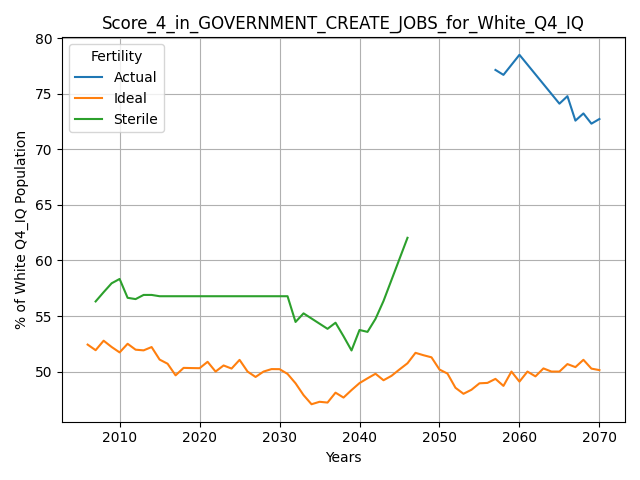 Score_4_in_GOVERNMENT_CREATE_JOBS_for_White_Q4_IQ
% of White Q4_IQ Population
80
75
70
65
60
55
50
Fertility
Actual
Ideal
Sterile
2010 2020 2030 2040 2050 2060 2070
Years